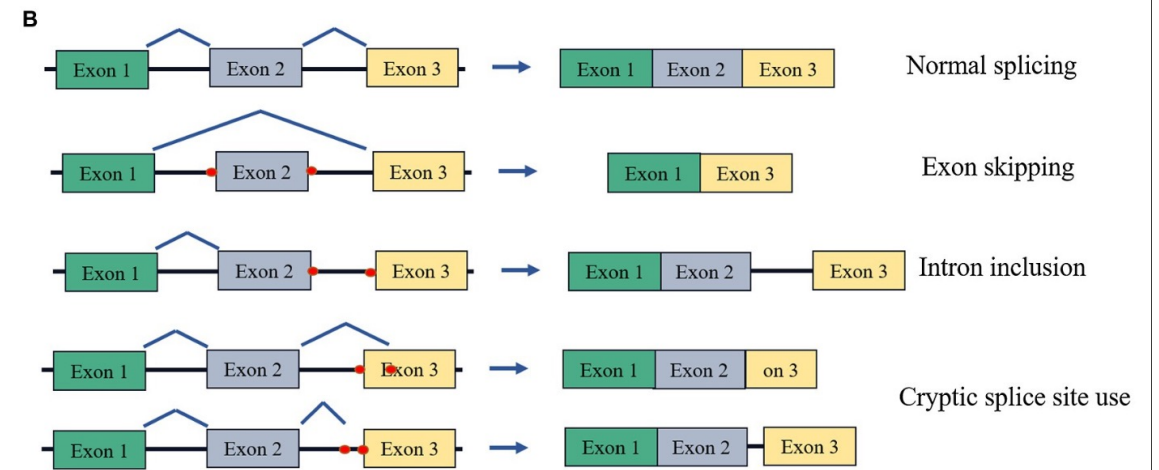 B
Exon 1 Exon 2 Exon 3 Exon 1 Exon 2 Exon 3 Normal splicing
Exon 1 Exon 2 Exon 3 Exon 1 Exon 3 Exon skipping
Exon 1 Exon 2 Exon 3 Exon 1 Exon 2 Exon 3 Intron inclusion
Exon 1 Exon 2 Exon 3 Exon 1 Exon 2 on 3
Cryptic splice site use
Exon 1 Exon 2 Exon 3 Exon 1 Exon 2 Exon 3